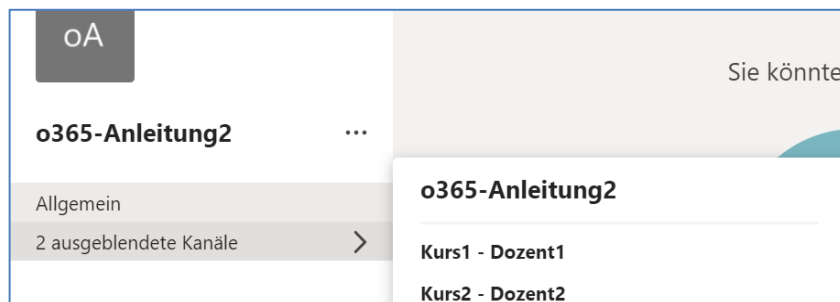 oA
Sie könnte
o365-Anleitung2
...
Allgemein
2 ausgeblendete Kanäle
o365-Anleitung2
Kurs1 - Dozent1
Kurs2 - Dozent2